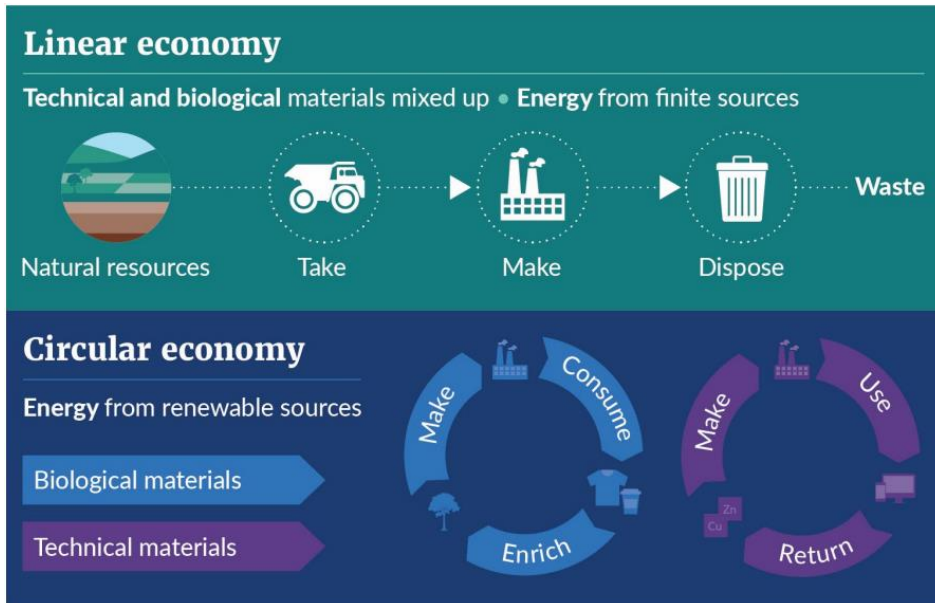 Linear economy
Technical and biological materials mixed up • Energy from finite sources
Waste
Natural resources
Take
Make
Dispose
Circular economy
Energy from renewable sources
Biological materials
Technical materials
Make
Consume
Enrich
Make
Use
Return
Zn
Cu